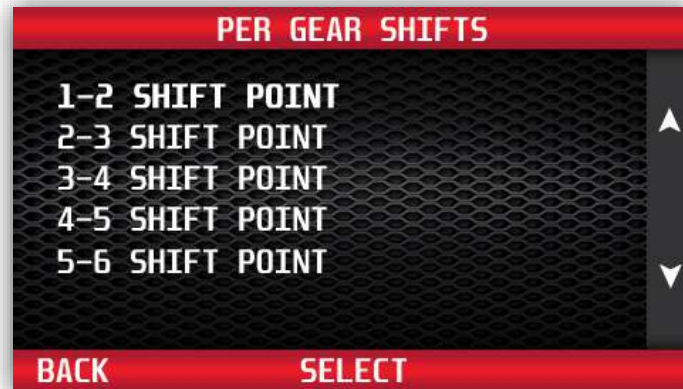 PER GEAR SHIFTS
1-2 SHIFT POINT
2-3 SHIFT POINT
3-4 SHIFT POINT
4-5 SHIFT POINT
5-6 SHIFT POINT
BACK SELECT